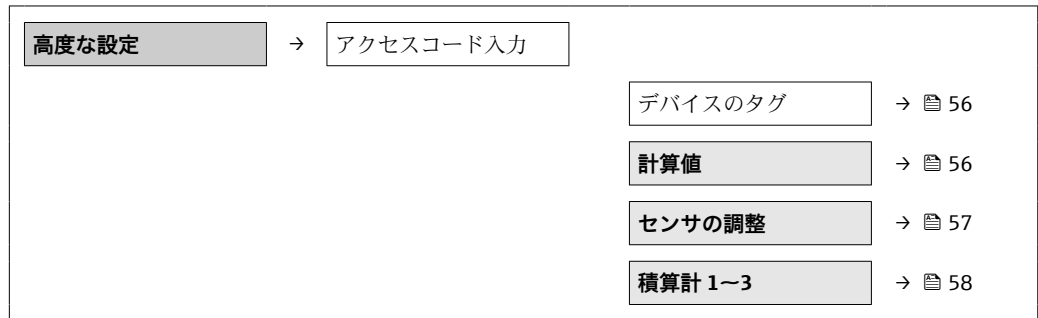 高度な設定 → アクセスコード入力
デバイスのタグ → 56
計算値 → 56
センサの調整 → 57
積算計 1～3 → 58